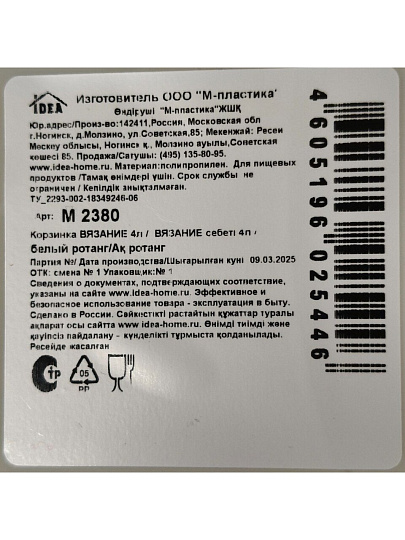 IDEA
Изготовитель ООО "М-пластика"
Өндіруші "М-пластика"ЖШҚ
Юр.адрес/Произ-во:142411,Россия, Московская обл
г.Ногинск, д.Молзино, ул.Советская,85; Мекенжай: Ресей
Мескеу облысы, Ногинск қ., Молзино ауылы,Советская
көшесі 85. Продажа/Сатушы: (495) 135-80-95.
www.idea-home.ru. Материал:полипропилен. Для пищевых
продуктов /Тамақ өнімдері үшін. Срок службы не
ограничен / Кепілдік знықталмаған.
ТУ_2293-002-18349246-06
Арт: М 2380
Корзинка ВЯЗАНИЕ 4л / ВЯЗАНИЕ себеті 4л /
белый ротанг/Ақ ротанг
Партия №/ Дата производства/Шығарылған күні 09.03.2025
ОТК: смена № 1 Упаковщик:№ 1
Сведения о документах, подтверждающих соответствие,
указаны на сайте www.idea-home.ru. Эффективное и
безопасное использование товара - эксплуатация в быту.
Сделано в России. Сәйкестікті растайтын құжаттар туралы
ақпарат осы сайтта www.idea-home.ru. Өнімді тиімді және
қауіпсіз пайдалану – күнделікті тұрмыста қолданылады.
Ресейде жасалған
СТР
05
PP
4 605196 025446